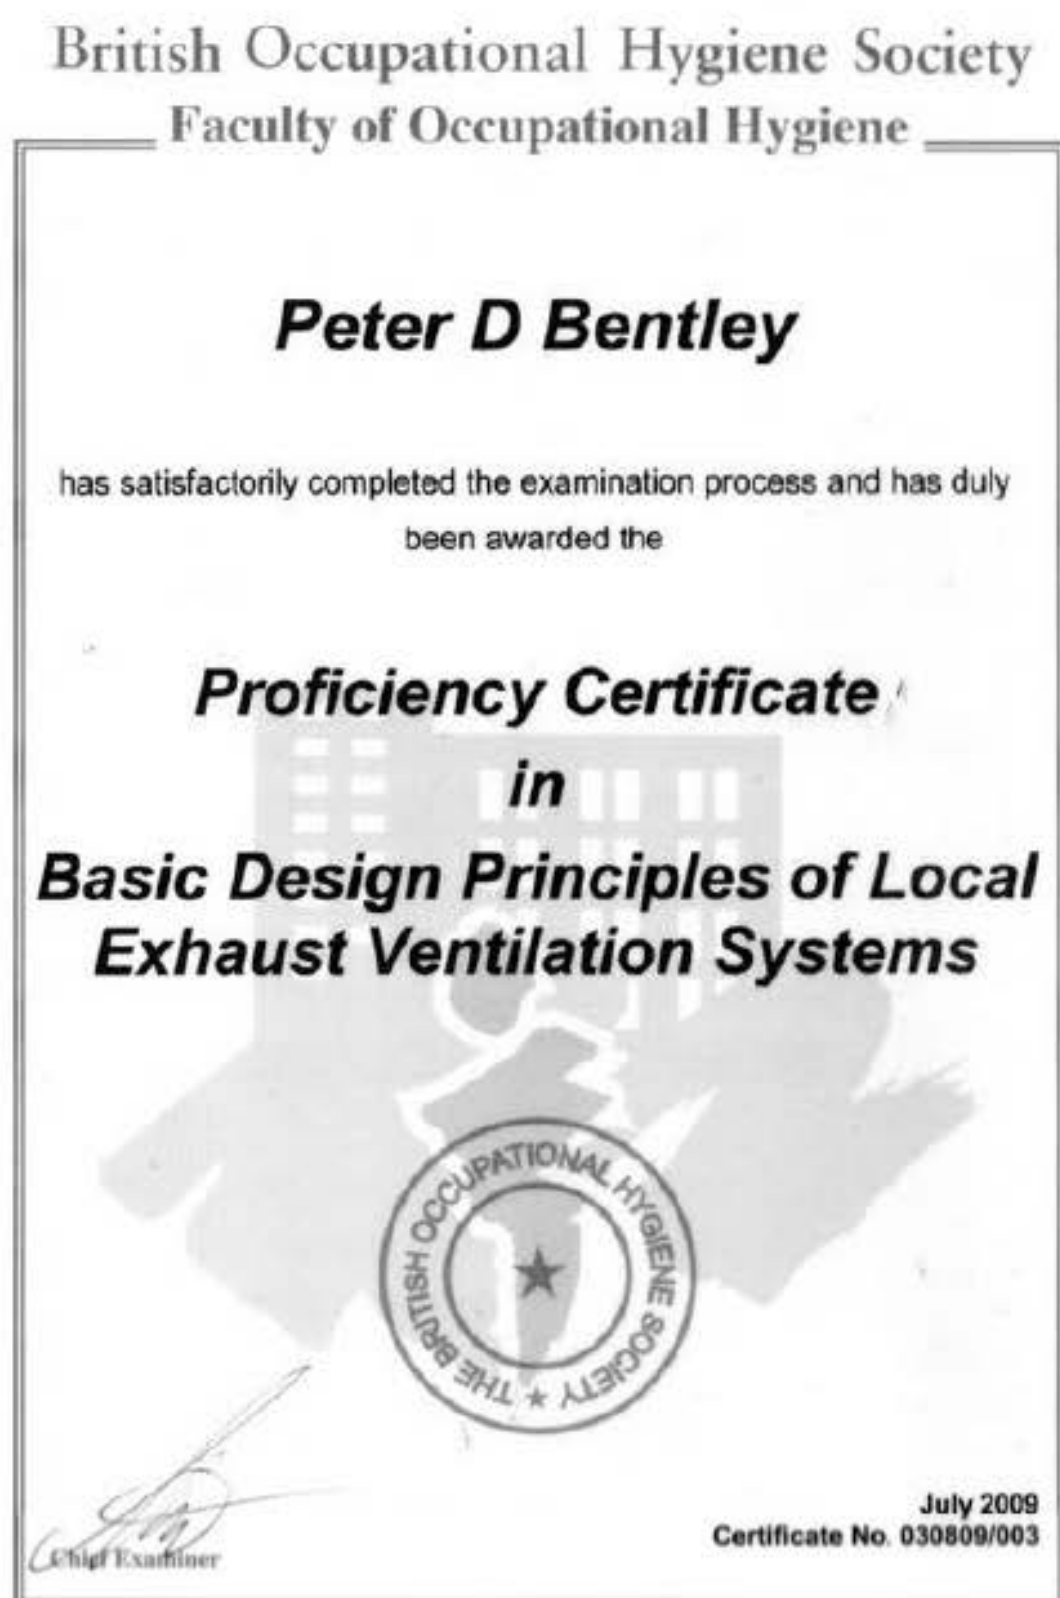 British Occupational Hygiene Society
Faculty of Occupational Hygiene
Peter D Bentley
has satisfactorily completed the examination process and has duly
been awarded the
Proficiency Certificate
in
Basic Design Principles of Local
Exhaust Ventilation Systems
THE BRITISH OCCUPATIONAL HYGIENE SOCIETY
July 2009
Certificate No. 030809/003
Chief Examiner